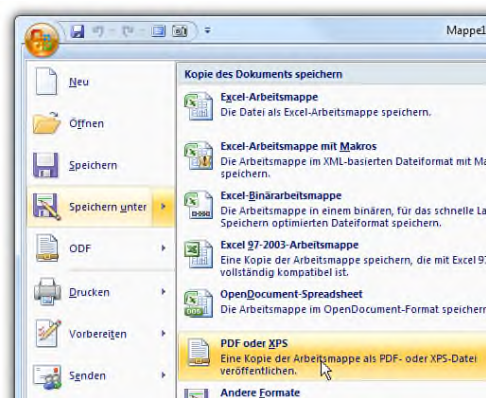 Mappe1
Neu
Öffnen
Speichern
Speichern unter
ODF
Drucken
Vorbereiten
Senden
Kopie des Dokuments speichern
Excel-Arbeitsmappe
Die Datei als Excel-Arbeitsmappe speichern.
Excel-Arbeitsmappe mit Makros
Die Arbeitsmappe im XML-basierten Dateiformat mit Ma
speichern.
Excel-Binärarbeitsmappe
Die Arbeitsmappe in einem binären, für das schnelle La
Speichern optimierten Dateiformat speichern.
Excel 97-2003-Arbeitsmappe
Eine Kopie der Arbeitsmappe speichern, die mit Excel 97
vollständig kompatibel ist.
OpenDocument-Spreadsheet
Die Arbeitsmappe im OpenDocument-Format speichern
PDF oder XPS
Eine Kopie der Arbeitsmappe als PDF- oder XPS-Datei
veröffentlichen.
Andere Formate